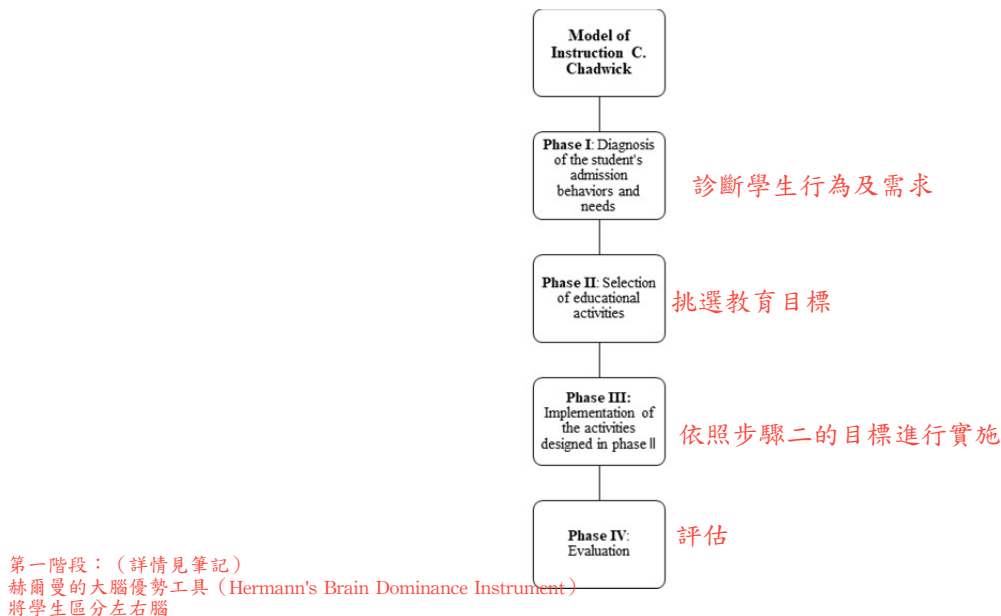 Model of
Instruction C.
Chadwick
Phase I: Diagnosis
of the student's
admission
behaviors and
needs
診斷學生行為及需求
Phase II: Selection
of educational
activities
挑選教育目標
Phase III:
Implementation of
the activities
designed in phase II
依照步驟二的目標進行實施
Phase IV:
Evaluation
評估
第一階段：（詳情見筆記）
赫爾曼的大腦優勢工具（Hermann's Brain Dominance Instrument）
將學生區分左右腦